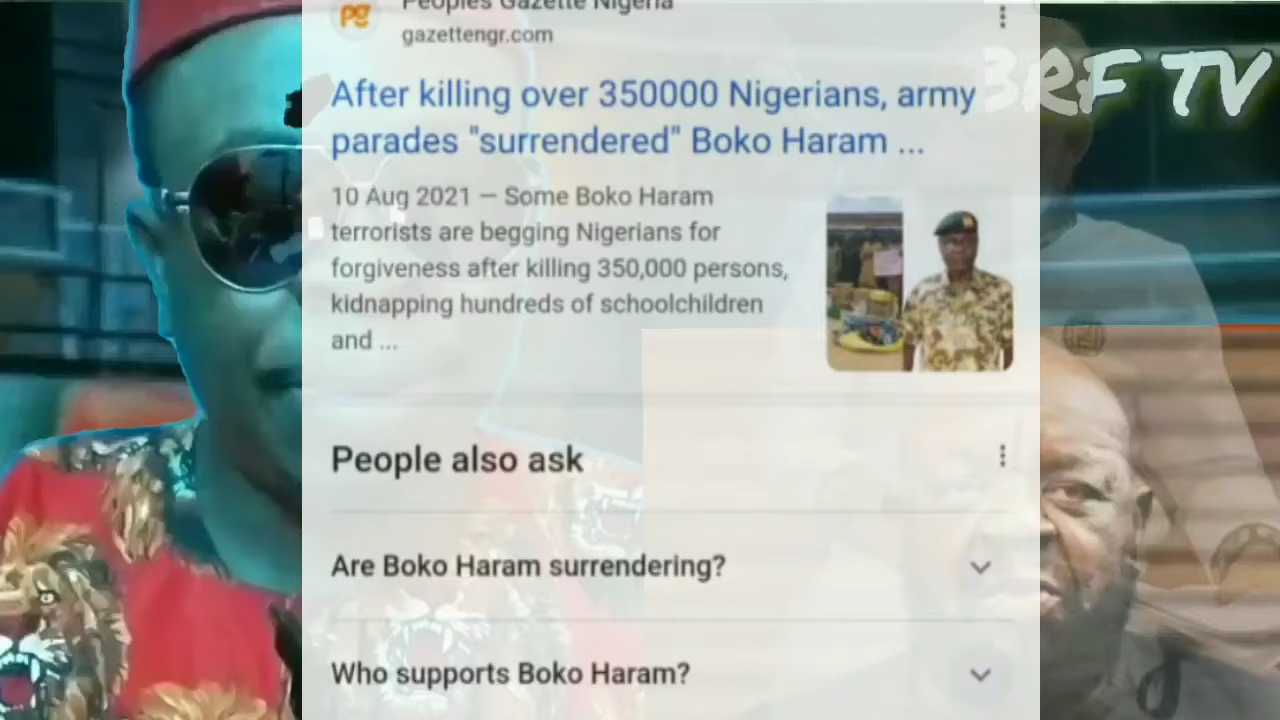 Peoples Gazette Nigeria
pg
gazettengr.com
BRF TV
After killing over 350000 Nigerians, army
parades "surrendered" Boko Haram ...
10 Aug 2021 — Some Boko Haram
terrorists are begging Nigerians for
forgiveness after killing 350,000 persons,
kidnapping hundreds of schoolchildren
and ...
People also ask
Are Boko Haram surrendering?
Who supports Boko Haram?